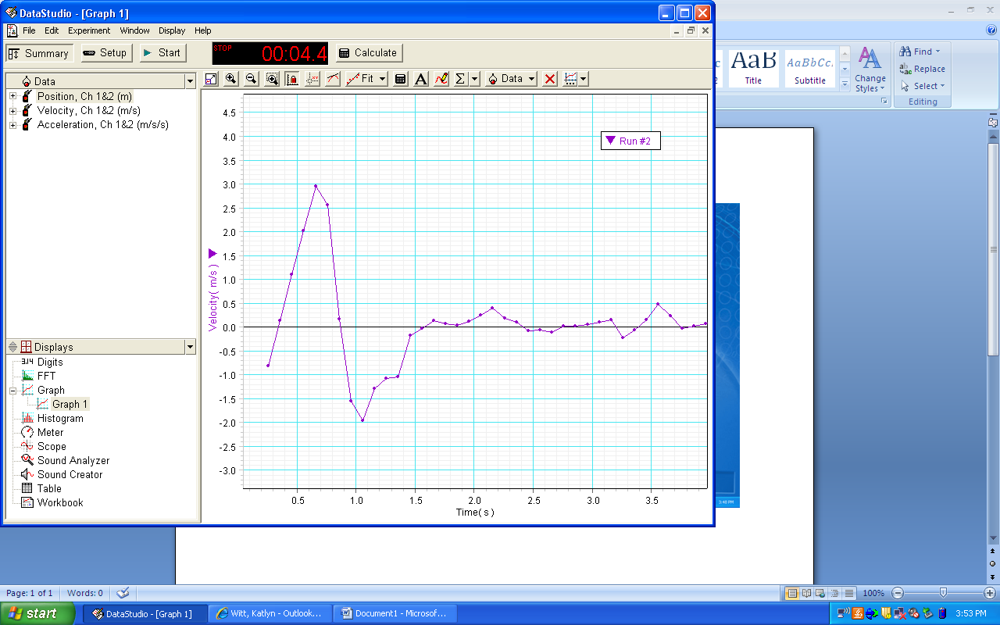 DataStudio - [Graph 1]
File Edit Experiment Window Display Help
Summary Setup Start STOP 00:04.4 Calculate
Fit A Σ Data
Data
Position, Ch 1&2 (m)
Velocity, Ch 1&2 (m/s)
Acceleration, Ch 1&2 (m/s/s)
Displays
3.14 Digits
FFT
Graph
Graph 1
Histogram
Meter
Scope
Sound Analyzer
Sound Creator
Table
Workbook
Run #2
Velocity( m/s )
4.5
4.0
3.5
3.0
2.5
2.0
1.5
1.0
0.5
0.0
-0.5
-1.0
-1.5
-2.0
-2.5
-3.0
0.5 1.0 1.5 2.0 2.5 3.0 3.5
Time( s )
AaB AaBbCc.
Title Subtitle
Change
Styles
Find
Replace
Select
Editing
3:48 PM
Page: 1 of 1 Words: 0 100%
start DataStudio - [Graph 1] Witt, Katlyn - Outlook... Document1 - Microsof... 3:53 PM